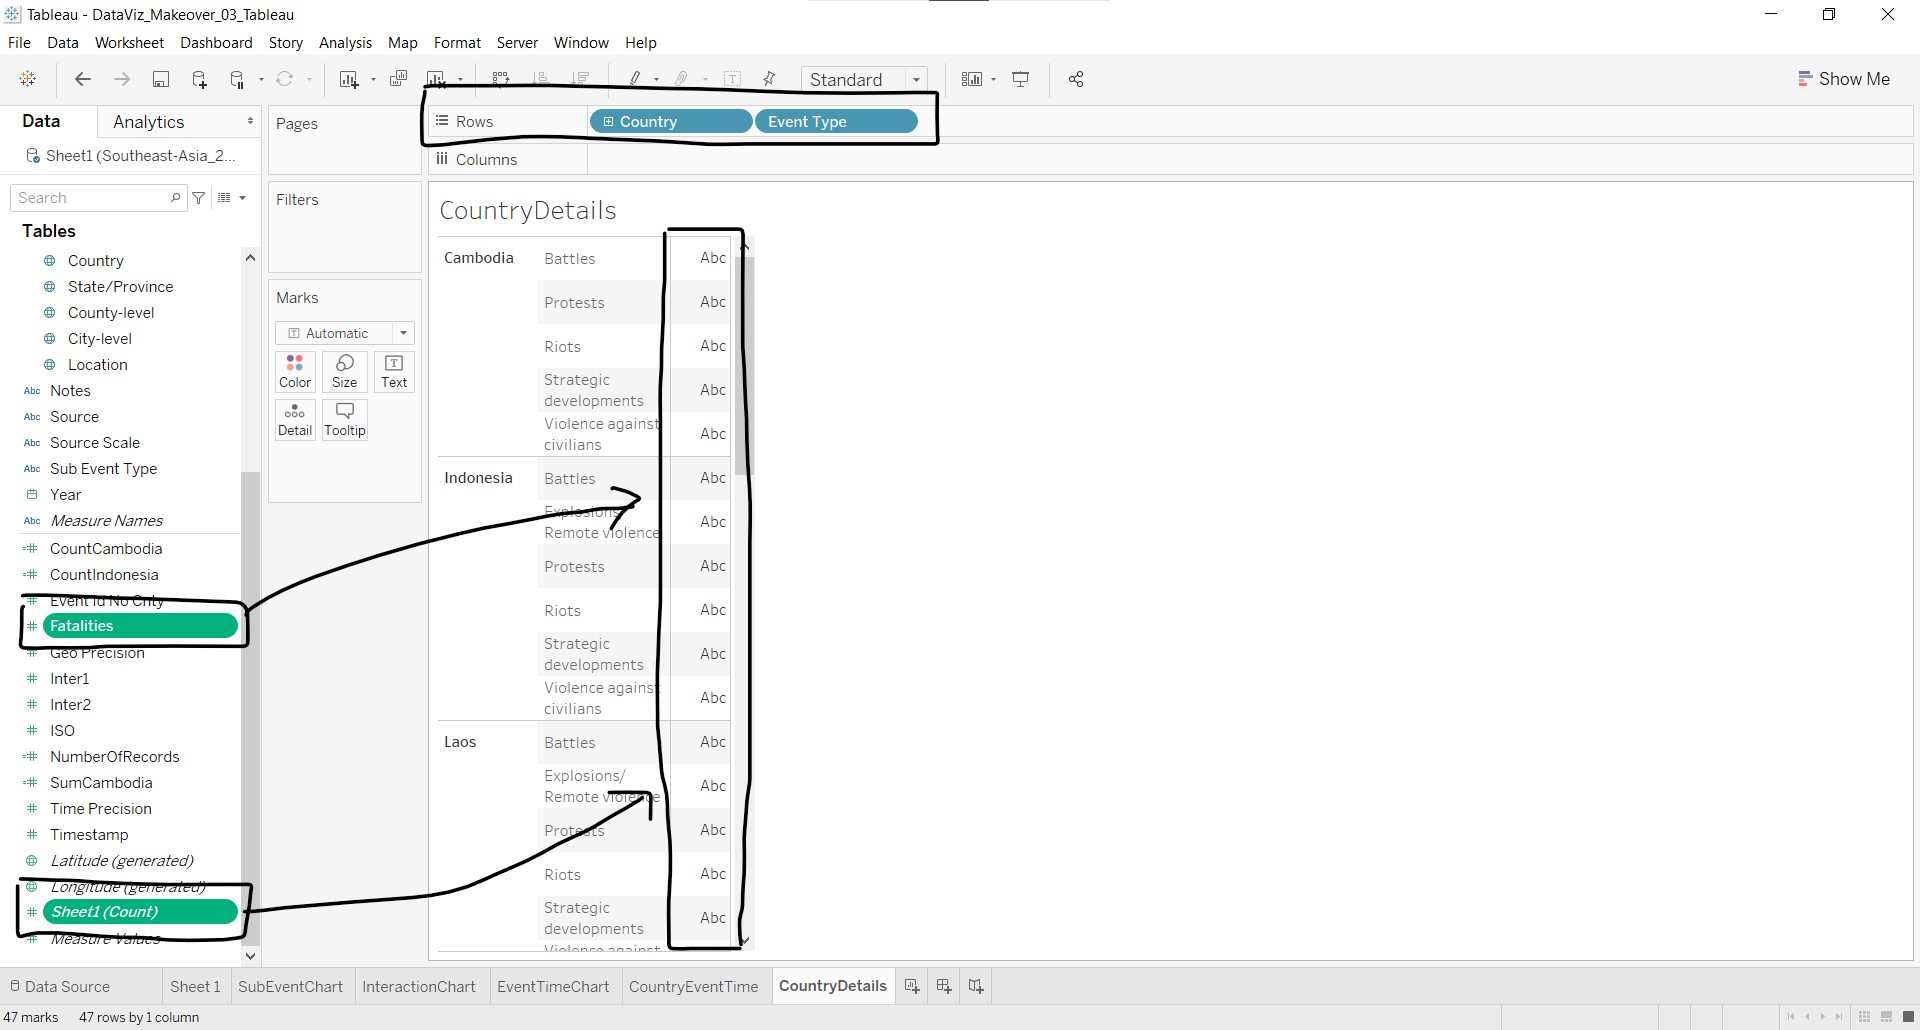 Tableau - DataViz_Makeover_03_Tableau
File Data Worksheet Dashboard Story Analysis Map Format Server Window Help
Standard
Show Me
Data Analytics
Sheet1 (Southeast-Asia_2...
Search
Tables
Country
State/Province
County-level
City-level
Location
Abc Notes
Abc Source
Abc Source Scale
Abc Sub Event Type
Year
Abc Measure Names
CountCambodia
CountIndonesia
Event Id No Cnty
Fatalities
Geo Precision
Inter1
Inter2
ISO
NumberOfRecords
SumCambodia
Time Precision
Timestamp
Latitude (generated)
Longitude (generated)
Sheet1 (Count)
Measure Values
Pages
Filters
Marks
Automatic
Color Size Text
Detail Tooltip
Rows Country Event Type
Columns
CountryDetails
Cambodia Battles Abc
Protests Abc
Riots Abc
Strategic
developments Abc
Violence against
civilians Abc
Indonesia Battles Abc
Explosions/
Remote violence Abc
Protests Abc
Riots Abc
Strategic
developments Abc
Violence against
civilians Abc
Laos Battles Abc
Explosions/
Remote violence Abc
Protests Abc
Riots Abc
Strategic
developments Abc
Violence against
Data Source Sheet 1 SubEventChart InteractionChart EventTimeChart CountryEventTime CountryDetails
47 marks 47 rows by 1 column